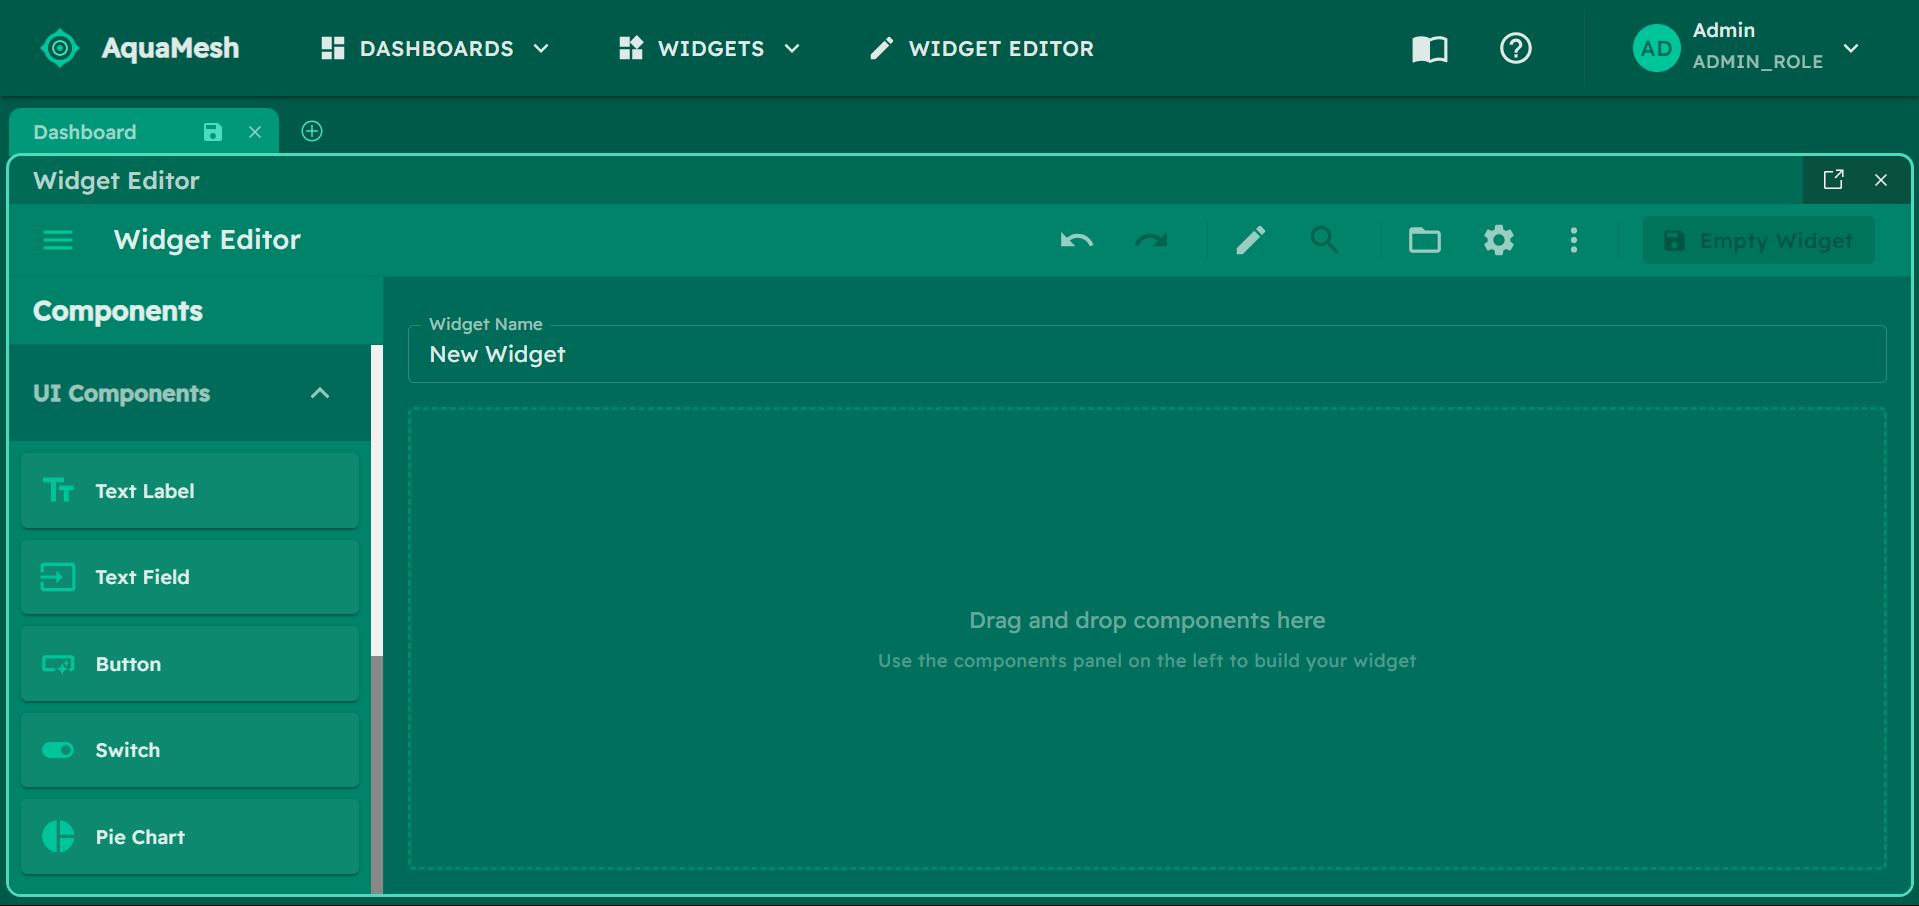 AquaMesh
DASHBOARDS
WIDGETS
WIDGET EDITOR
AD
Admin
ADMIN_ROLE
Dashboard
Widget Editor
Widget Editor
Empty Widget
Components
Widget Name
New Widget
UI Components
Text Label
Text Field
Button
Switch
Pie Chart
Drag and drop components here
Use the components panel on the left to build your widget